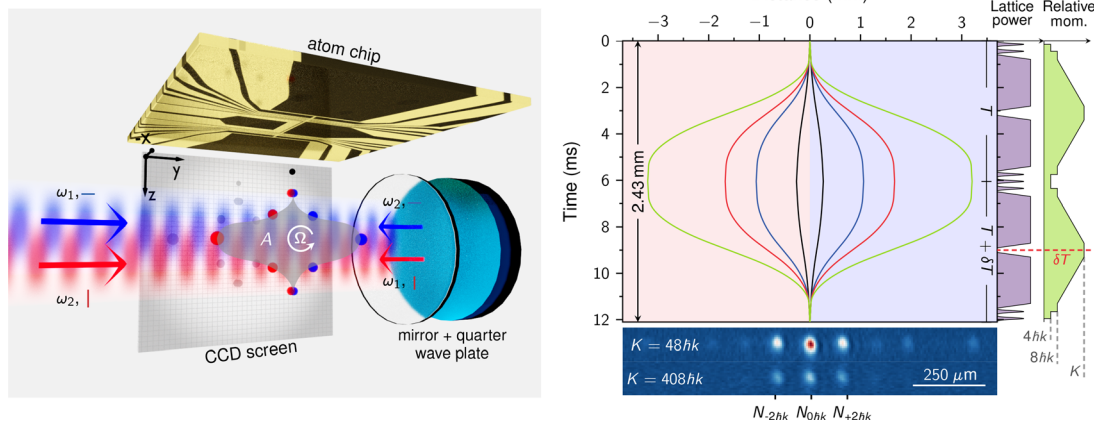 atom chip
-x
y
z
ω₁, —
ω₂, |
A
Ω
ω₂, —
ω₁, |
mirror + quarter
wave plate
CCD screen
−3 −2 −1 0 1 2 3
Lattice
power
Relative
mom.
Time (ms)
0
2
4
6
8
10
12
2.43 mm
T
T + δT
δT
4ħk
8ħk
K
K = 48ħk
K = 408ħk
250 μm
N₋₂ħk N₀ħk N₊₂ħk